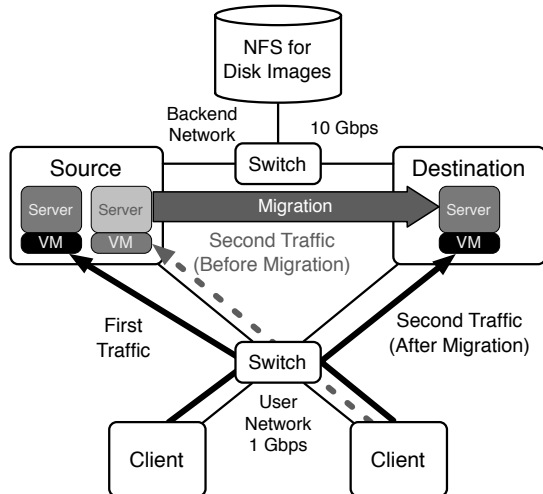 NFS for
Disk Images
Backend
Network
10 Gbps
Switch
Source
Destination
Server
VM
Server
VM
Migration
Server
VM
Second Traffic
(Before Migration)
First
Traffic
Second Traffic
(After Migration)
Switch
User
Network
1 Gbps
Client
Client